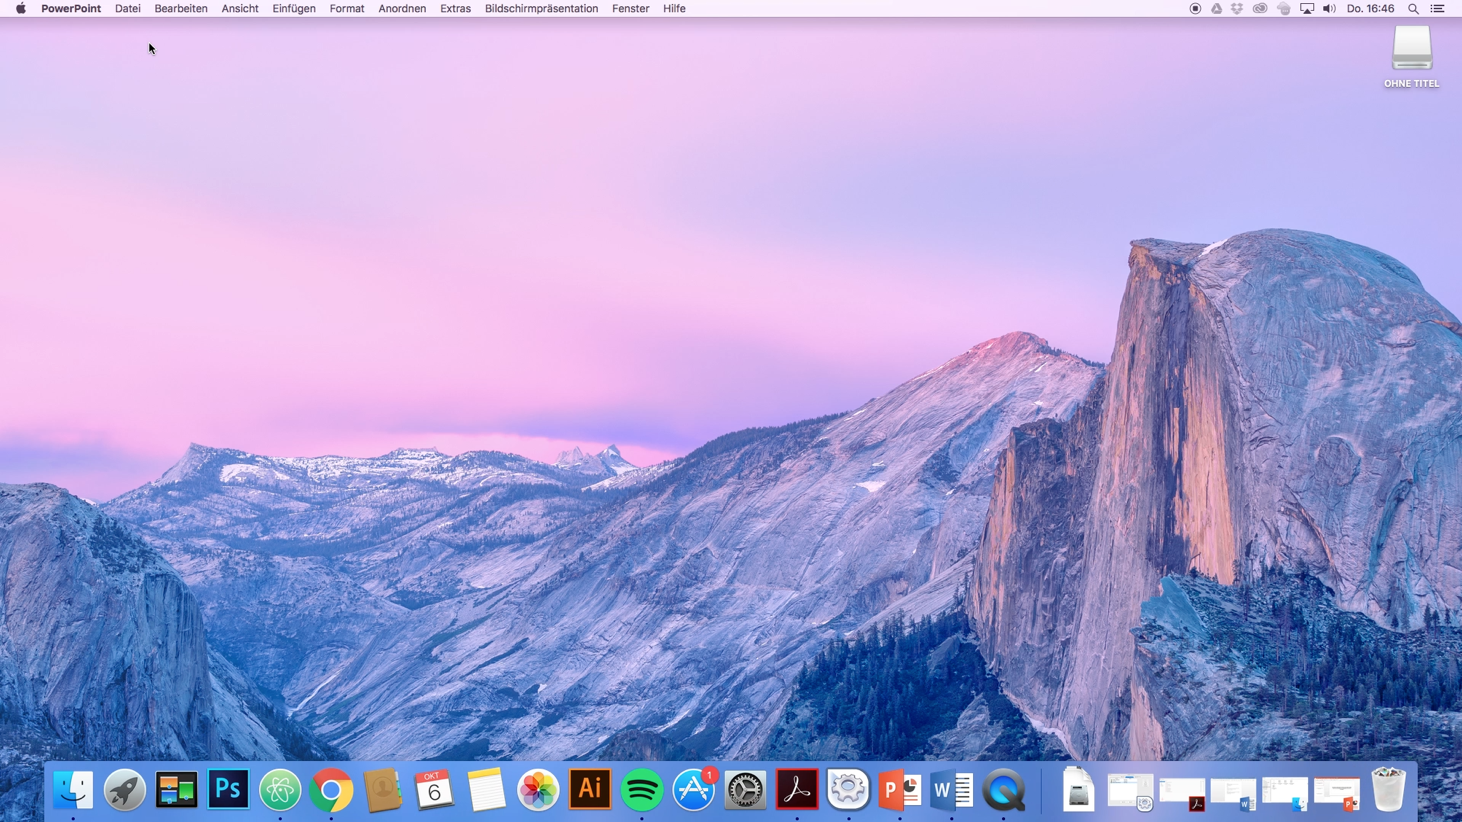 PowerPoint Datei Bearbeiten Ansicht Einfügen Format Anordnen Extras Bildschirmpräsentation Fenster Hilfe Do. 16:46
OHNE TITEL
Ps
OKT
6
Ai
1
P
W